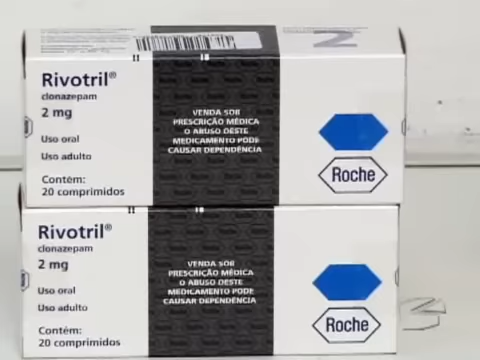 Rivotril®
clonazepam
2 mg
Uso oral
Uso adulto
Contém:
20 comprimidos
VENDA SOB
PRESCRIÇÃO MÉDICA
O ABUSO DESTE
MEDICAMENTO PODE
CAUSAR DEPENDÊNCIA
Roche
Rivotril®
clonazepam
2 mg
Uso oral
Uso adulto
Contém:
20 comprimidos
VENDA SOB
PRESCRIÇÃO MÉDICA
O ABUSO DESTE
MEDICAMENTO PODE
CAUSAR DEPENDÊNCIA
Roche